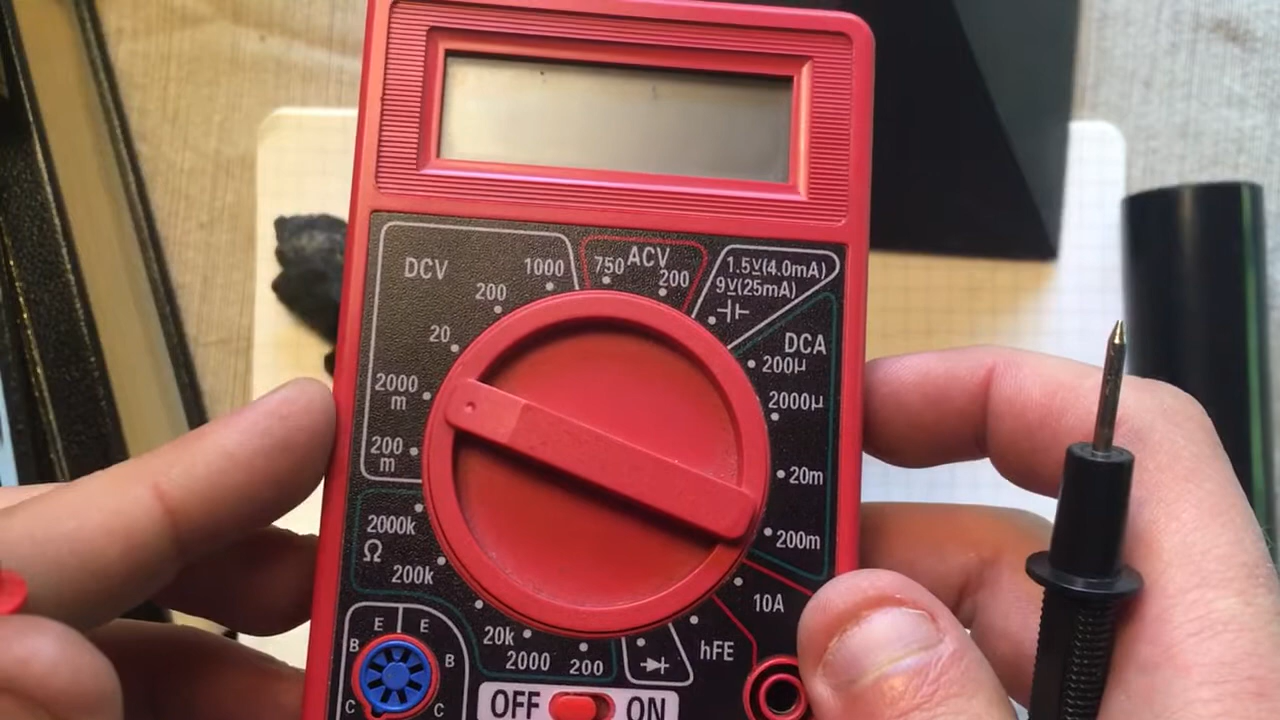 DCV
1000
750
ACV
200
1.5V(4.0mA)
9V(25mA)
200
20
2000
m
200
m
DCA
200μ
2000μ
20m
200m
10A
hFE
2000k
Ω
200k
20k
2000
200
E
E
B
B
C
C
OFF
ON